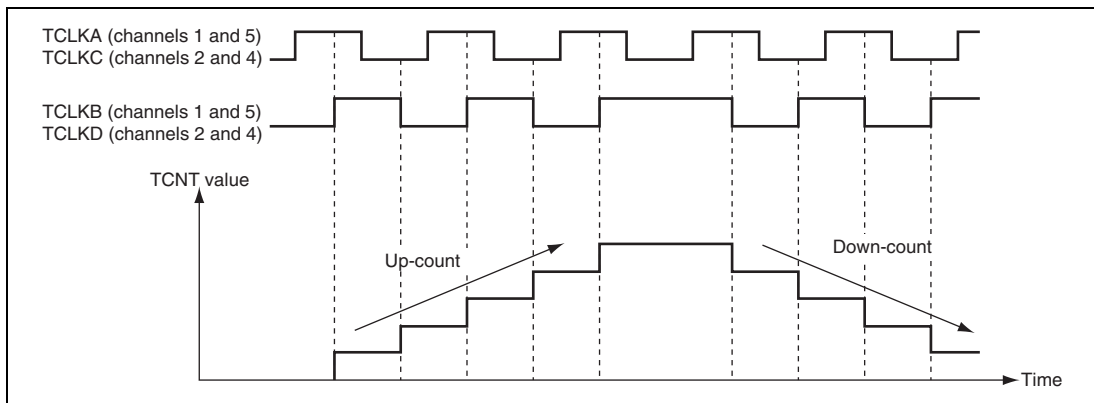 TCLKA (channels 1 and 5)
TCLKC (channels 2 and 4)
TCLKB (channels 1 and 5)
TCLKD (channels 2 and 4)
TCNT value
Up-count
Down-count
Time